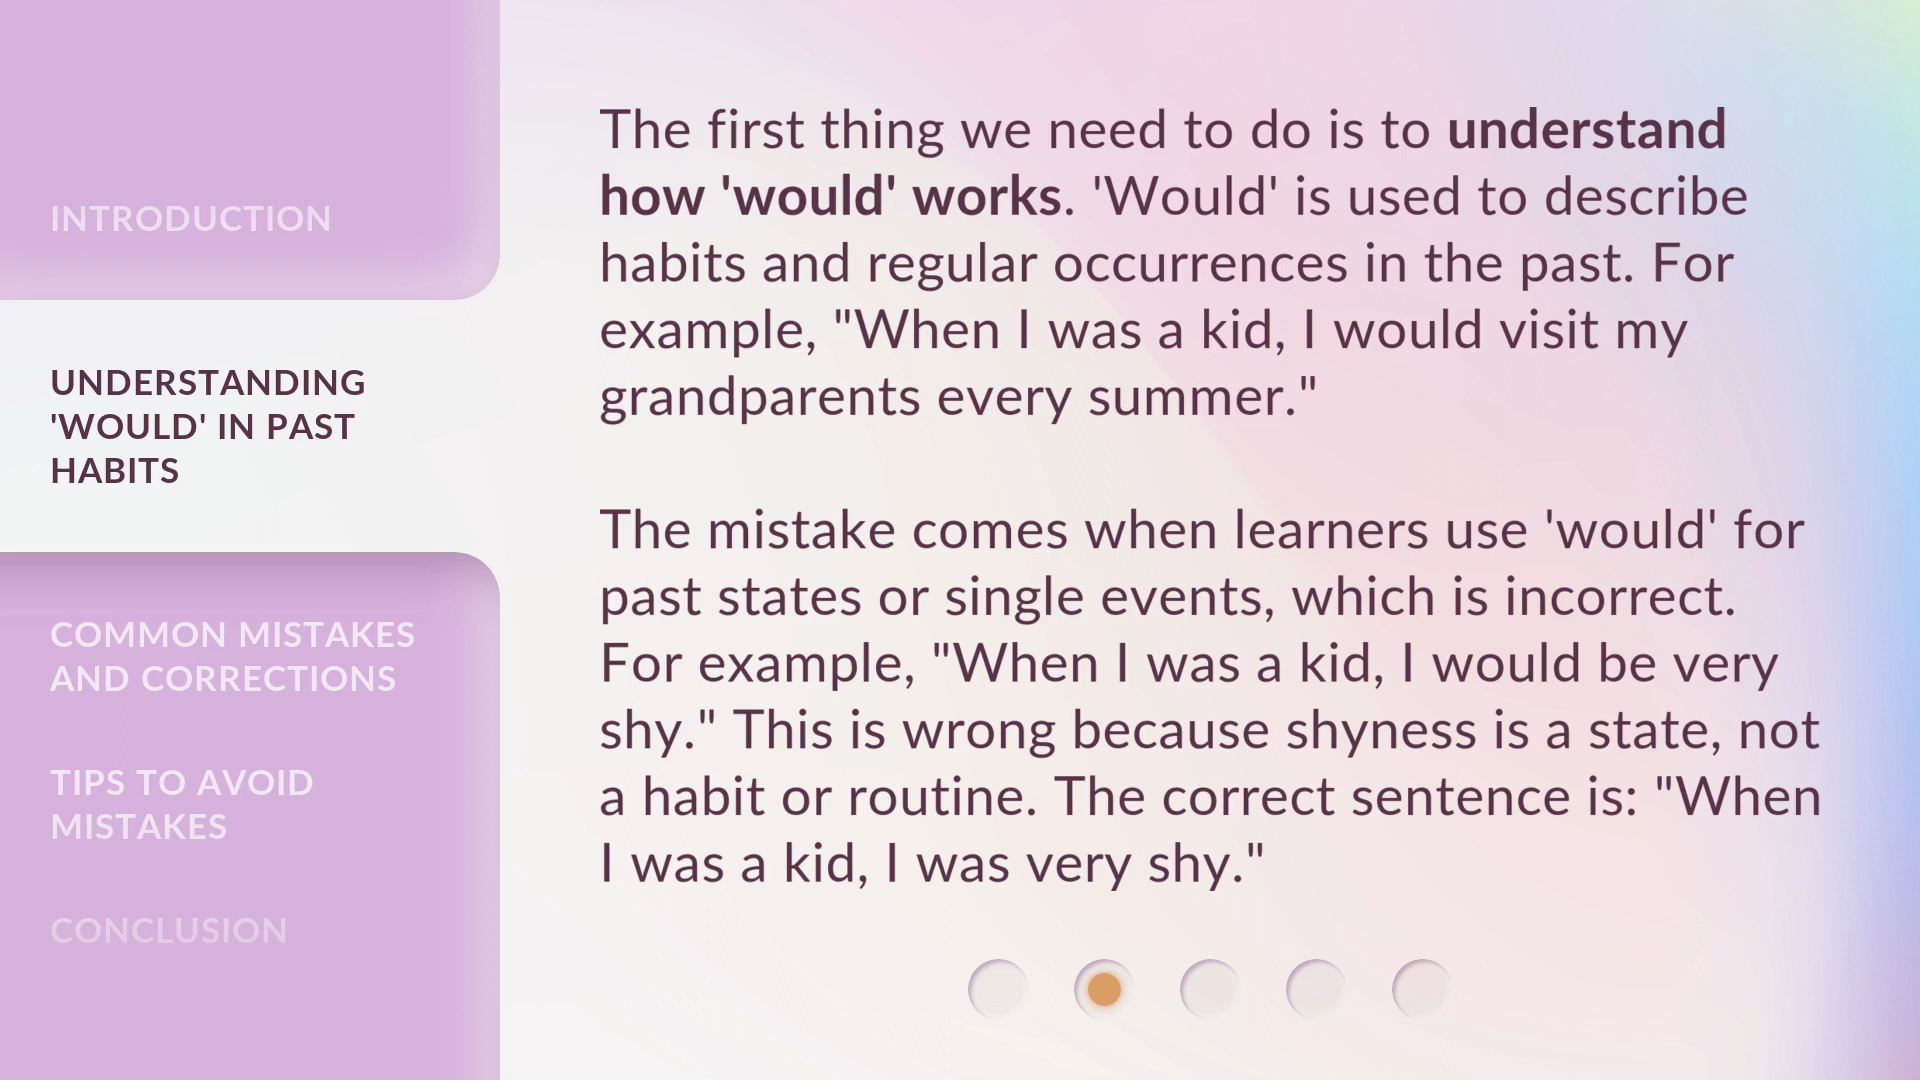 INTRODUCTION
UNDERSTANDING
'WOULD' IN PAST
HABITS
COMMON MISTAKES
AND CORRECTIONS
TIPS TO AVOID
MISTAKES
CONCLUSION
The first thing we need to do is to understand
how 'would' works. 'Would' is used to describe
habits and regular occurrences in the past. For
example, "When I was a kid, I would visit my
grandparents every summer."
The mistake comes when learners use 'would' for
past states or single events, which is incorrect.
For example, "When I was a kid, I would be very
shy." This is wrong because shyness is a state, not
a habit or routine. The correct sentence is: "When
I was a kid, I was very shy."